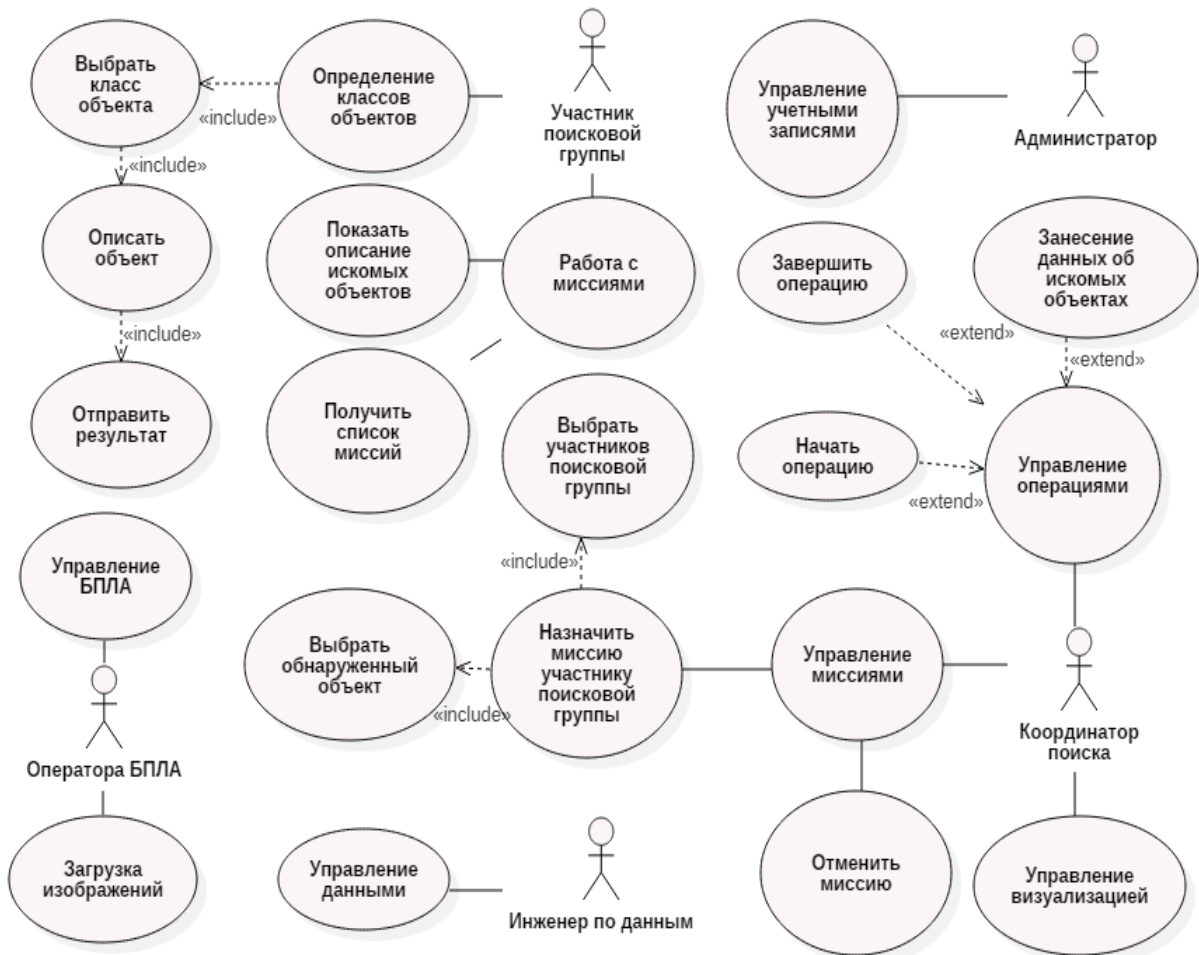 Выбрать
класс
объекта
«include»
Определение
классов
объектов
Участник
поисковой
группы
Управление
учетными
записями
Администратор
«include»
Описать
объект
Показать
описание
искомых
объектов
Работа с
миссиями
Завершить
операцию
Занесение
данных об
искомых
объектах
«include»
«extend»
«extend»
Отправить
результат
Получить
список
миссий
Выбрать
участников
поисковой
группы
Начать
операцию
«extend»
Управление
операциями
Управление
БПЛА
«include»
Выбрать
обнаруженный
объект
«include»
Назначить
миссию
участнику
поисковой
группы
Управление
миссиями
Координатор
поиска
Оператора БПЛА
Загрузка
изображений
Управление
данными
Инженер по данным
Отменить
миссию
Управление
визуализацией